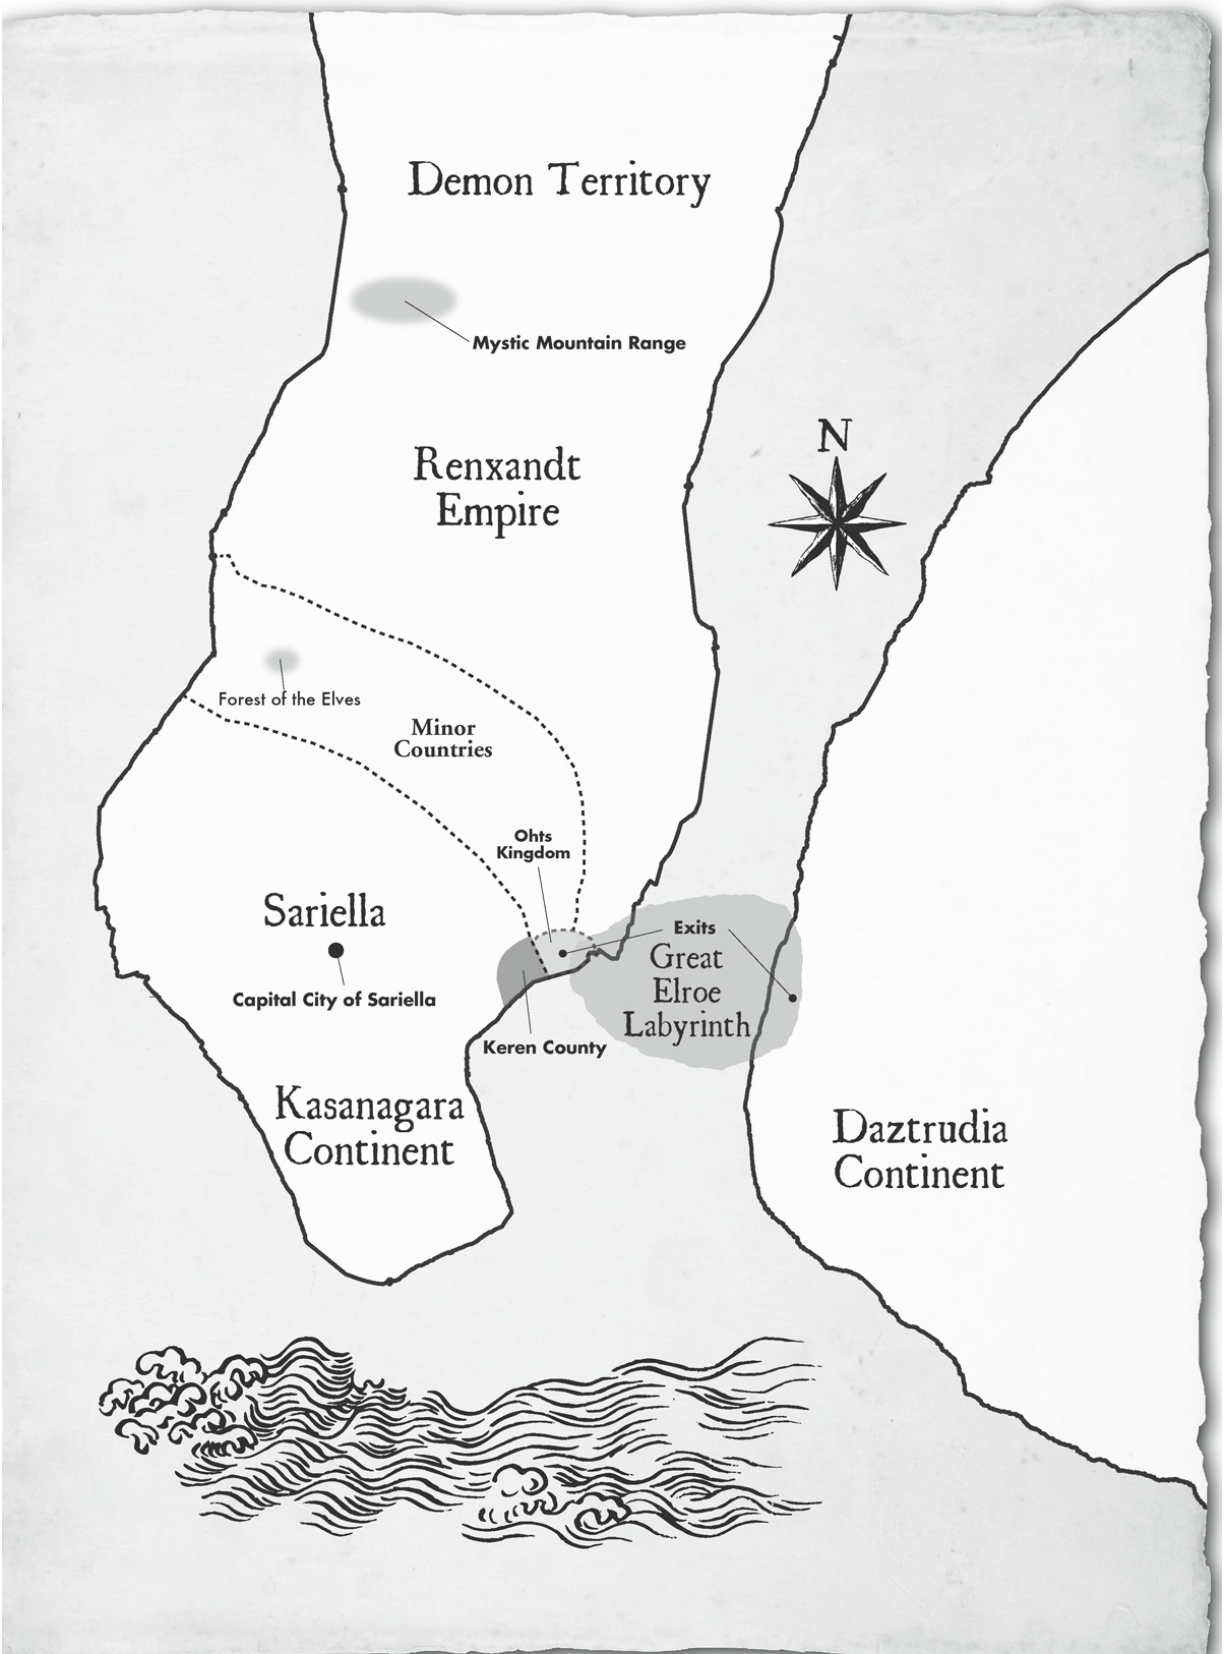 Demon Territory
Mystic Mountain Range
N
Renxandt
Empire
Forest of the Elves
Minor
Countries
Ohts
Kingdom
Sariella
Exits
Great
Elroe
Labyrinth
Capital City of Sariella
Keren County
Kasanagara
Continent
Daztrudia
Continent